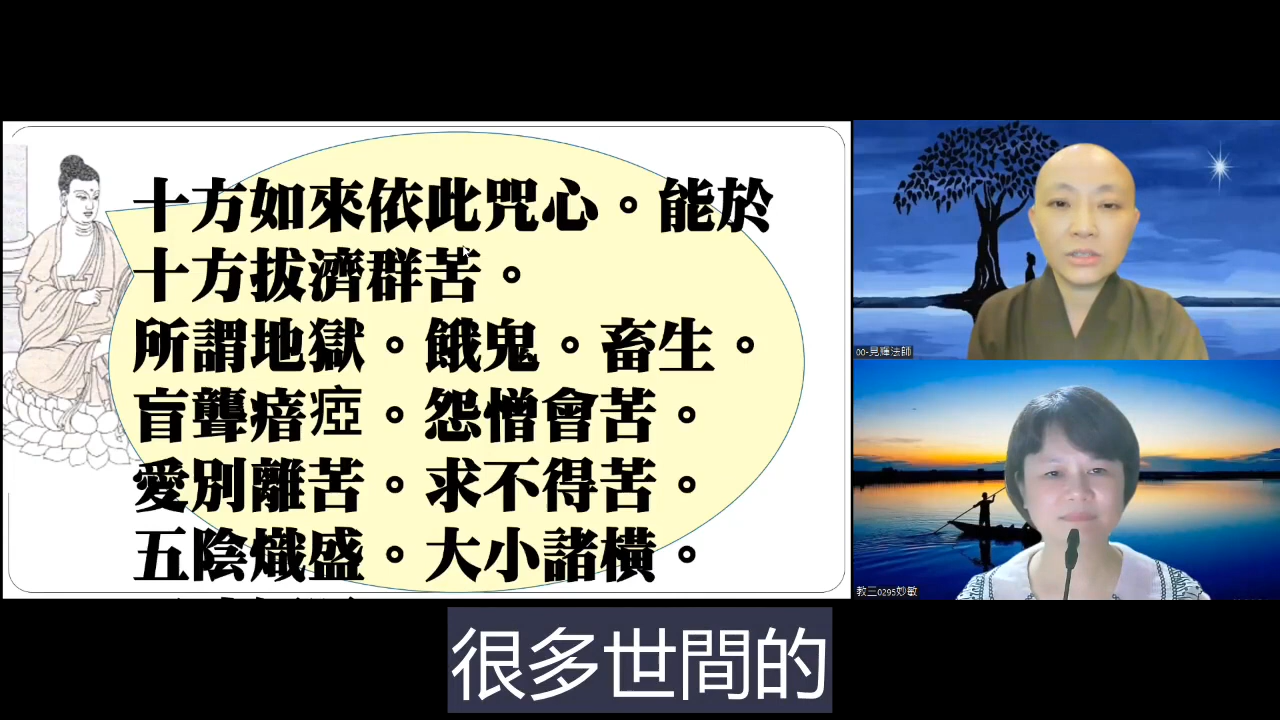 十方如來依此咒心。能於
十方拔濟群苦。
所謂地獄。餓鬼。畜生。
盲聾瘖瘂。怨憎會苦。
愛別離苦。求不得苦。
五陰熾盛。大小諸橫。
00-見輝法師
教三0295妙敏
很多世間的